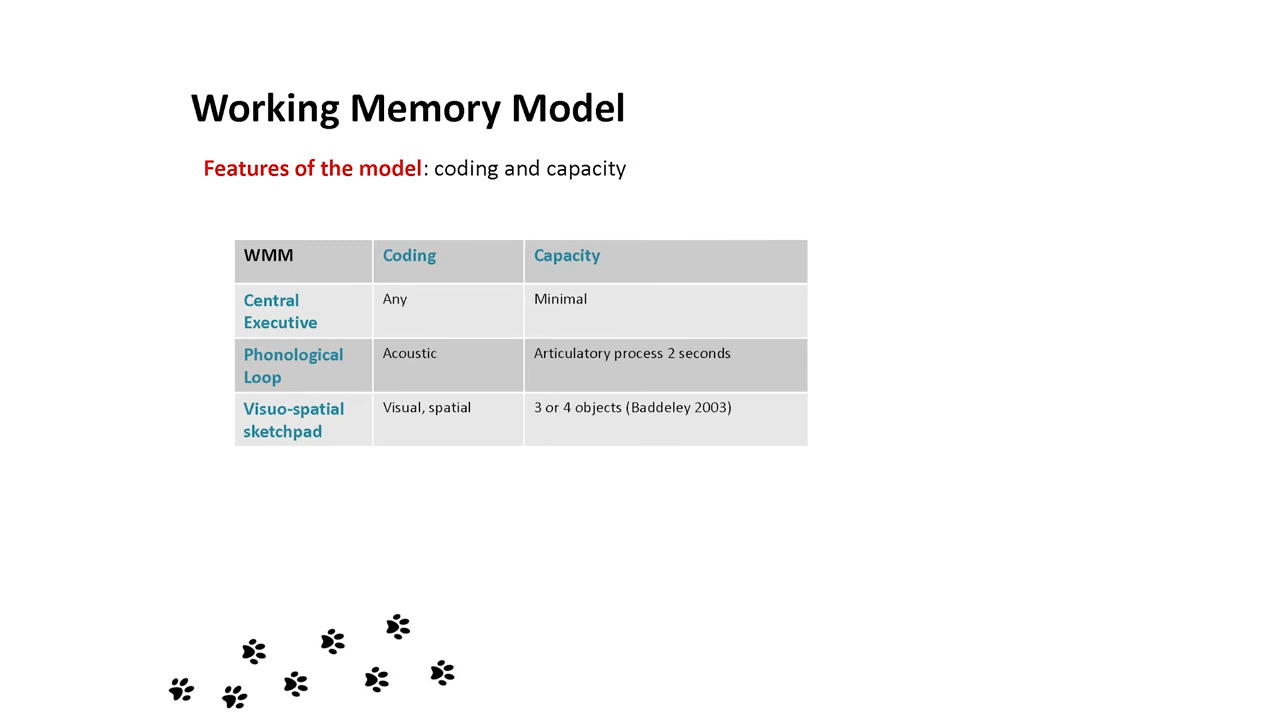 Working Memory Model
Features of the model: coding and capacity
WMM Coding Capacity
Central Executive Any Minimal
Phonological Loop Acoustic Articulatory process 2 seconds
Visuo-spatial sketchpad Visual, spatial 3 or 4 objects (Baddeley 2003)